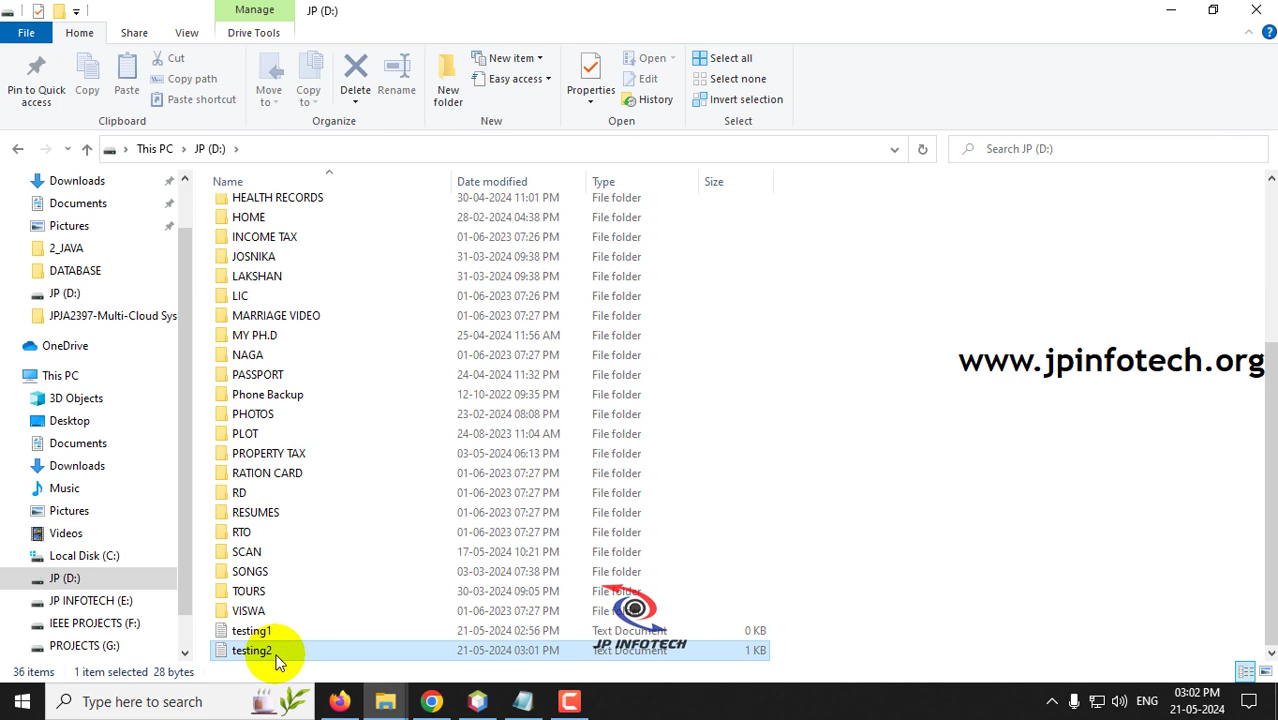 Manage JP (D:)
File Home Share View Drive Tools
Pin to Quick access Copy Paste Cut Copy path Paste shortcut Move to Copy to Delete Rename New folder New item Easy access Properties Open Edit History Select all Select none Invert selection
Clipboard Organize New Open Select
This PC JP (D:) Search JP (D:)
Name Date modified Type Size
Downloads
Documents
Pictures
2_JAVA
DATABASE
JP (D:)
JPJA2397-Multi-Cloud Sys
OneDrive
This PC
3D Objects
Desktop
Documents
Downloads
Music
Pictures
Videos
Local Disk (C:)
JP (D:)
JP INFOTECH (E:)
IEEE PROJECTS (F:)
PROJECTS (G:)
HEALTH RECORDS 30-04-2024 11:01 PM File folder
HOME 28-02-2024 04:38 PM File folder
INCOME TAX 01-06-2023 07:26 PM File folder
JOSNIKA 31-03-2024 09:38 PM File folder
LAKSHAN 31-03-2024 09:38 PM File folder
LIC 01-06-2023 07:26 PM File folder
MARRIAGE VIDEO 01-06-2023 07:27 PM File folder
MY PH.D 25-04-2024 11:56 AM File folder
NAGA 01-06-2023 07:27 PM File folder
PASSPORT 24-04-2024 11:32 PM File folder
Phone Backup 12-10-2022 09:35 PM File folder
PHOTOS 23-02-2024 08:08 PM File folder
PLOT 24-08-2023 11:04 AM File folder
PROPERTY TAX 03-05-2024 06:13 PM File folder
RATION CARD 01-06-2023 07:27 PM File folder
RD 01-06-2023 07:27 PM File folder
RESUMES 01-06-2023 07:27 PM File folder
RTO 01-06-2023 07:27 PM File folder
SCAN 17-05-2024 10:21 PM File folder
SONGS 03-03-2024 07:38 PM File folder
TOURS 30-03-2024 09:05 PM File folder
VISWA 01-06-2023 07:27 PM File folder
testing1 21-05-2024 02:56 PM Text Document 0 KB
testing2 21-05-2024 03:01 PM Text Document 1 KB
www.jpinfotech.org
JP INFOTECH
36 items 1 item selected 28 bytes
Type here to search ENG 03:02 PM
21-05-2024